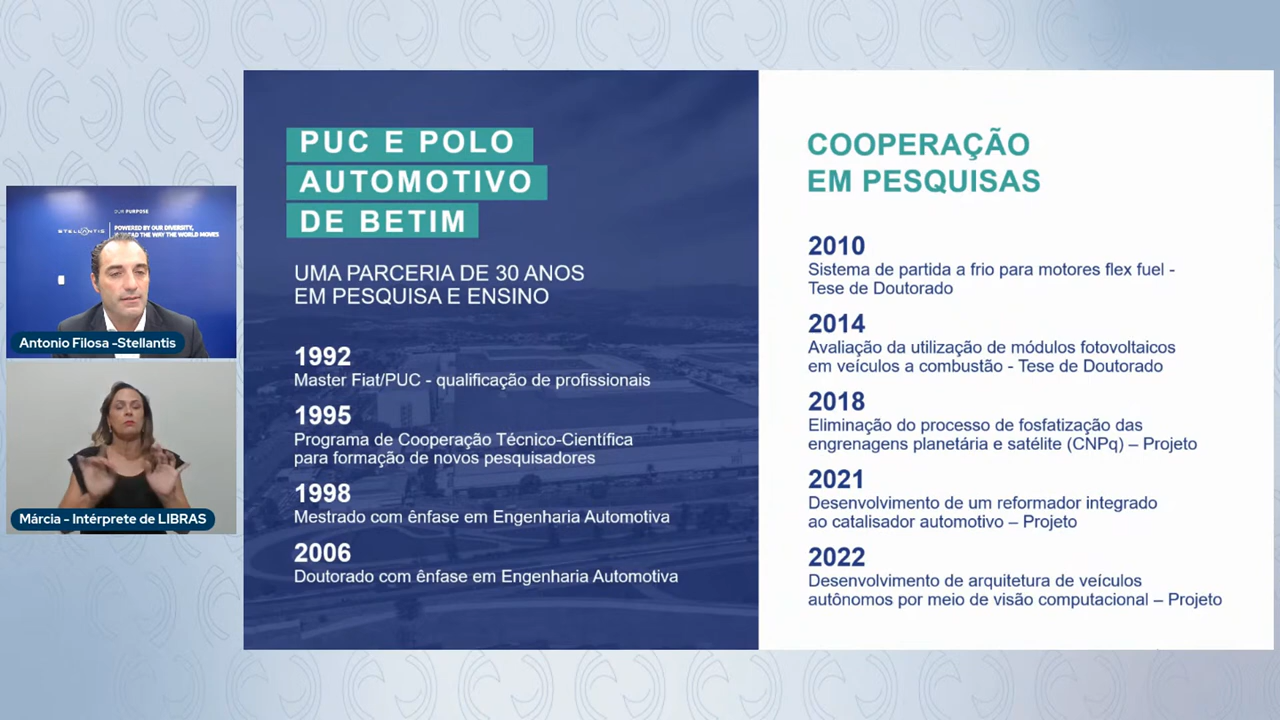 OUR PURPOSE
STELLANTIS
POWERED BY OUR DIVERSITY,
LEAD THE WAY THE WORLD MOVES
Antonio Filosa -Stellantis
Márcia - Intérprete de LIBRAS
PUC E POLO
AUTOMOTIVO
DE BETIM
UMA PARCERIA DE 30 ANOS
EM PESQUISA E ENSINO
1992
Master Fiat/PUC - qualificação de profissionais
1995
Programa de Cooperação Técnico-Científica
para formação de novos pesquisadores
1998
Mestrado com ênfase em Engenharia Automotiva
2006
Doutorado com ênfase em Engenharia Automotiva
COOPERAÇÃO
EM PESQUISAS
2010
Sistema de partida a frio para motores flex fuel -
Tese de Doutorado
2014
Avaliação da utilização de módulos fotovoltaicos
em veículos a combustão - Tese de Doutorado
2018
Eliminação do processo de fosfatização das
engrenagens planetária e satélite (CNPq) – Projeto
2021
Desenvolvimento de um reformador integrado
ao catalisador automotivo – Projeto
2022
Desenvolvimento de arquitetura de veículos
autônomos por meio de visão computacional – Projeto